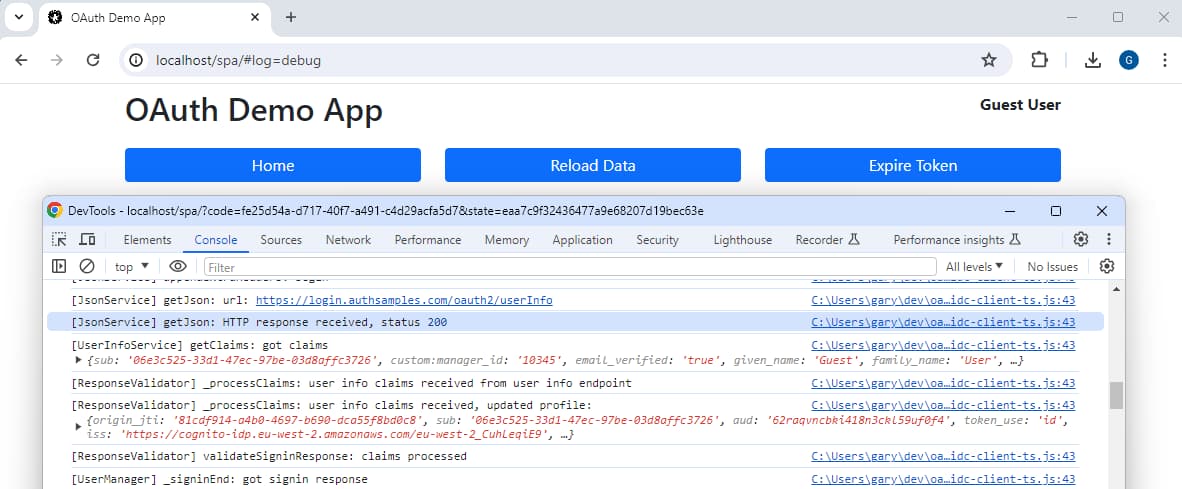 OAuth Demo App
localhost/spa/#log=debug
G
OAuth Demo App
Guest User
Home
Reload Data
Expire Token
DevTools - localhost/spa/?code=fe25d54a-d717-40f7-a491-c4d29acfa5d7&state=eaa7c9f32436477a9e68207d19bec63e
Elements Console Sources Network Performance Memory Application Security Lighthouse Recorder Performance insights
top Filter All levels No Issues
[JsonService] getJson: url: https://login.authsamples.com/oauth2/userInfo C:\Users\gary\dev\oa…idc-client-ts.js:43
[JsonService] getJson: HTTP response received, status 200 C:\Users\gary\dev\oa…idc-client-ts.js:43
[UserInfoService] getClaims: got claims C:\Users\gary\dev\oa…idc-client-ts.js:43
{sub: '06e3c525-33d1-47ec-97be-03d8affc3726', custom:manager_id: '10345', email_verified: 'true', given_name: 'Guest', family_name: 'User', …}
[ResponseValidator] _processClaims: user info claims received from user info endpoint C:\Users\gary\dev\oa…idc-client-ts.js:43
[ResponseValidator] _processClaims: user info claims received, updated profile: C:\Users\gary\dev\oa…idc-client-ts.js:43
{origin_jti: '81cdf914-a4b0-4697-b690-dca55f8bd0c8', sub: '06e3c525-33d1-47ec-97be-03d8affc3726', aud: '62raqvncbki418n3ckl59uf0f4', token_use: 'id',
iss: 'https://cognito-idp.eu-west-2.amazonaws.com/eu-west-2_CuhLeqiE9', …}
[ResponseValidator] validateSigninResponse: claims processed C:\Users\gary\dev\oa…idc-client-ts.js:43
[UserManager] _signinEnd: got signin response C:\Users\gary\dev\oa…idc-client-ts.js:43